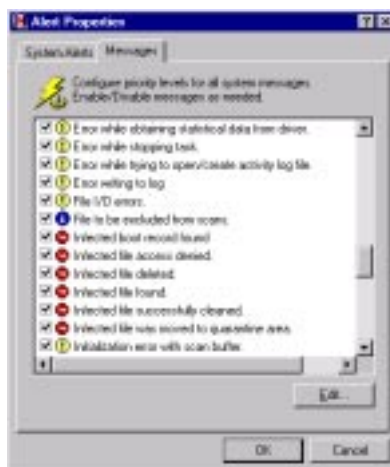 Alert Properties
System Alerts
Messages
Configure priority levels for all system messages.
Enable/Disable messages as needed.
Error while obtaining statistical data from driver.
Error while stopping task.
Error while trying to open/create activity log file.
Error writing to log
File I/O errors.
File to be excluded from scans.
Infected boot record found
Infected file access denied.
Infected file deleted.
Infected file found.
Infected file successfully cleaned.
Infected file was moved to quarantine area.
Initialization error with scan buffer.
Edit...
OK
Cancel